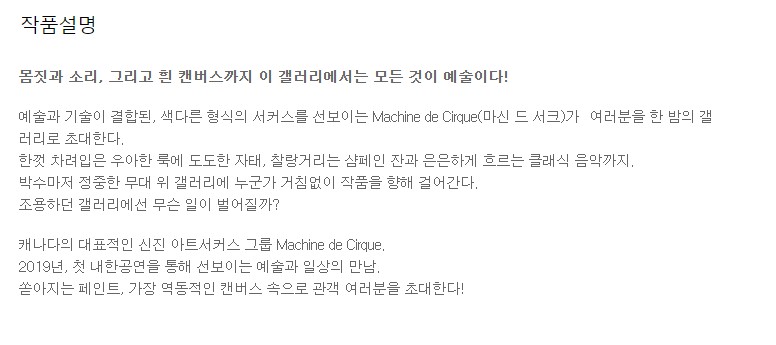 작품설명
몸짓과 소리, 그리고 흰 캔버스까지 이 갤러리에서는 모든 것이 예술이다!
예술과 기술이 결합된, 색다른 형식의 서커스를 선보이는 Machine de Cirque(마신 드 서크)가 여러분을 한 밤의 갤
러리로 초대한다.
한껏 차려입은 우아한 룩에 도도한 자태, 찰랑거리는 샴페인 잔과 은은하게 흐르는 클래식 음악까지.
박수마저 정중한 무대 위 갤러리에 누군가 거침없이 작품을 향해 걸어간다.
조용하던 갤러리에선 무슨 일이 벌어질까?
캐나다의 대표적인 신진 아트서커스 그룹 Machine de Cirque.
2019년, 첫 내한공연을 통해 선보이는 예술과 일상의 만남.
쏟아지는 페인트, 가장 역동적인 캔버스 속으로 관객 여러분을 초대한다!